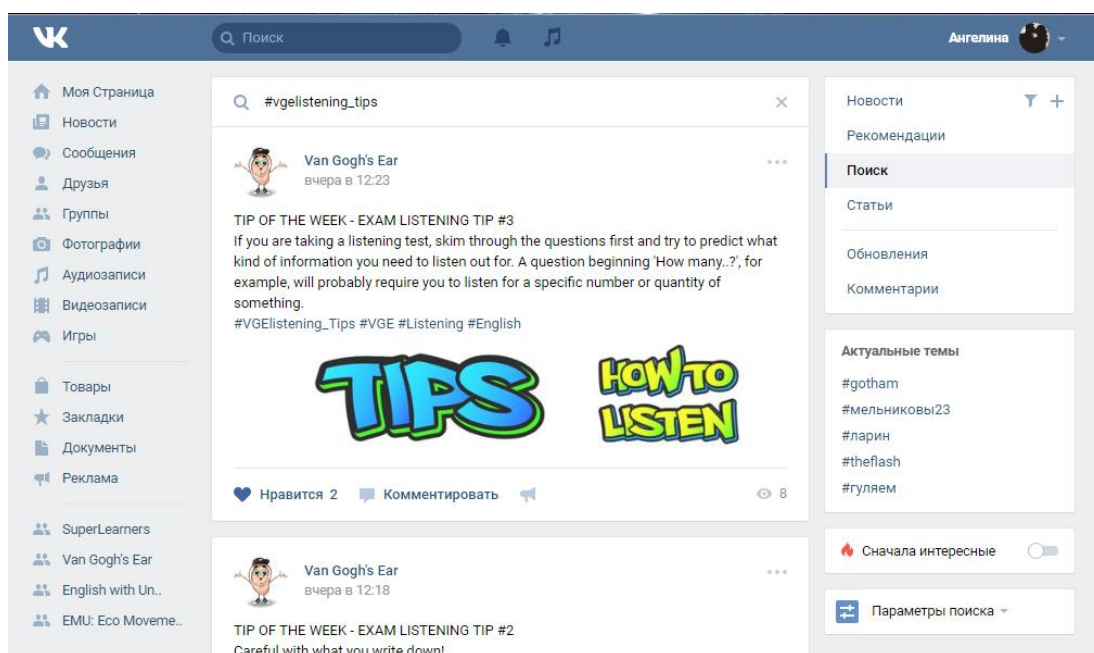 Поиск
Ангелина
Моя Страница
Новости
Сообщения
Друзья
Группы
Фотографии
Аудиозаписи
Видеозаписи
Игры
Товары
Закладки
Документы
Реклама
SuperLearners
Van Gogh's Ear
English with Un..
EMU: Eco Moveme..
#vgelistening_tips
Van Gogh's Ear
вчера в 12:23
TIP OF THE WEEK - EXAM LISTENING TIP #3
If you are taking a listening test, skim through the questions first and try to predict what
kind of information you need to listen out for. A question beginning 'How many..?', for
example, will probably require you to listen for a specific number or quantity of
something.
#VGElistening_Tips #VGE #Listening #English
TIPS
HOW TO
LISTEN
Нравится 2 Комментировать 8
Van Gogh's Ear
вчера в 12:18
TIP OF THE WEEK - EXAM LISTENING TIP #2
Careful with what you write down!
Новости
Рекомендации
Поиск
Статьи
Обновления
Комментарии
Актуальные темы
#gotham
#мельниковы23
#ларин
#theflash
#гуляем
Сначала интересные
Параметры поиска